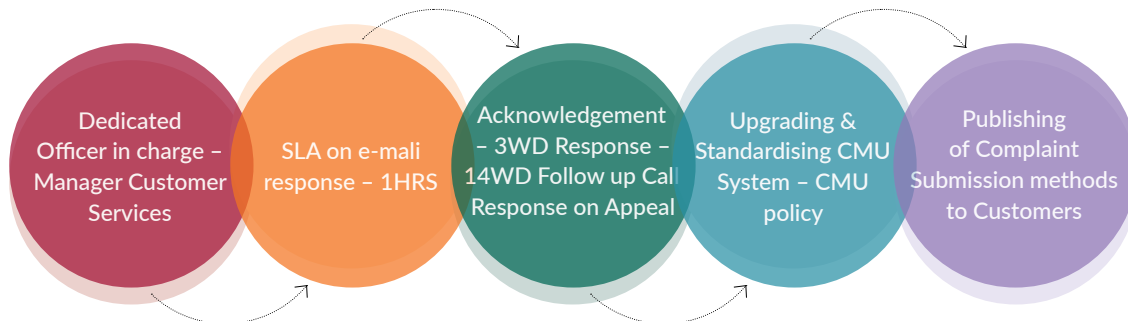 Dedicated
Officer in charge –
Manager Customer
Services
SLA on e-mali
response – 1HRS
Acknowledgement
– 3WD Response –
14WD Follow up Call
Response on Appeal
Upgrading &
Standardising CMU
System – CMU
policy
Publishing
of Complaint
Submission methods
to Customers